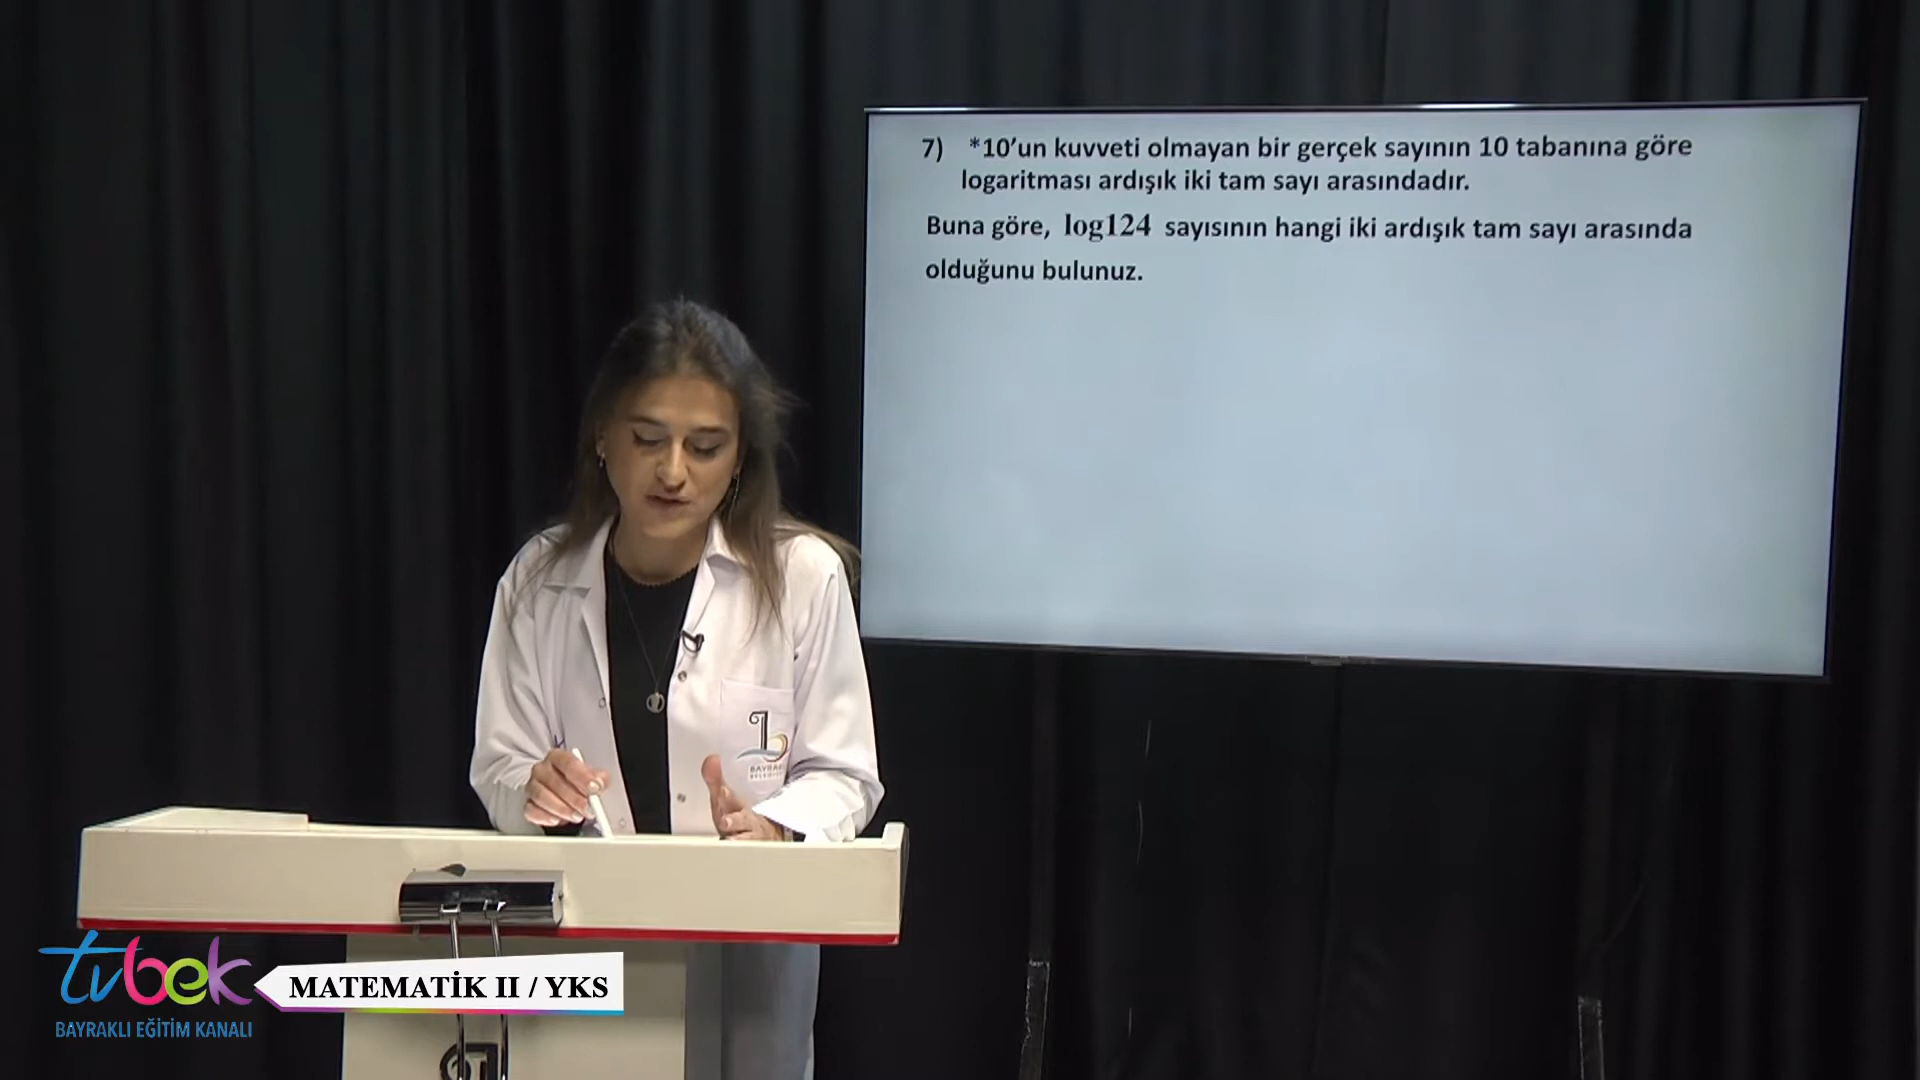 7) *10’un kuvveti olmayan bir gerçek sayının 10 tabanına göre
logaritması ardışık iki tam sayı arasındadır.
Buna göre, log124 sayısının hangi iki ardışık tam sayı arasında
olduğunu bulunuz.
tvbek
BAYRAKLI EĞİTİM KANALI
MATEMATİK II / YKS